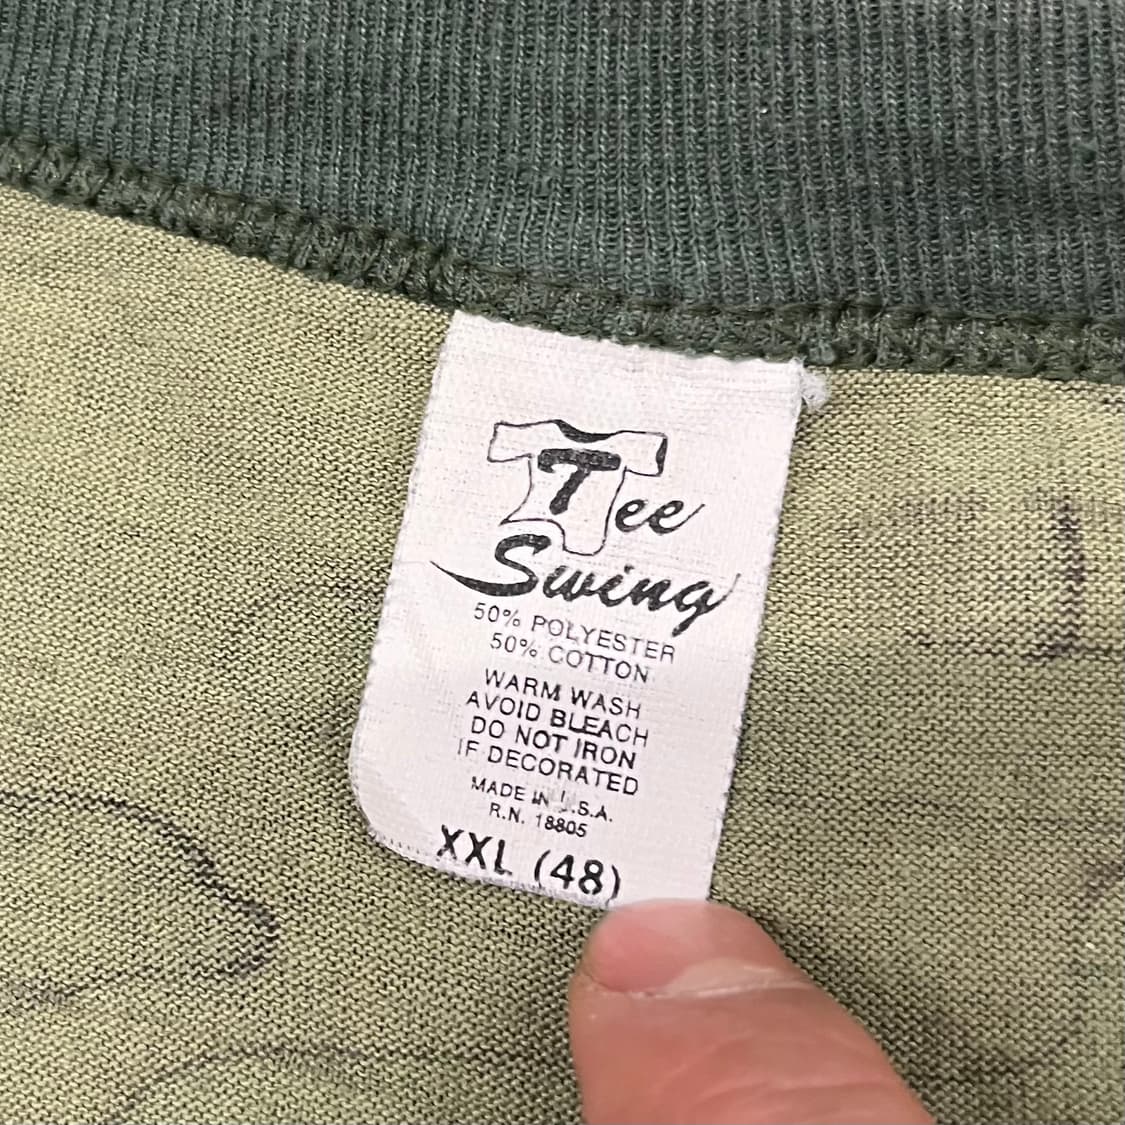 Tee
Swing
50% POLYESTER
50% COTTON
WARM WASH
AVOID BLEACH
DO NOT IRON
IF DECORATED
MADE IN U.S.A.
R.N. 18805
XXL (48)